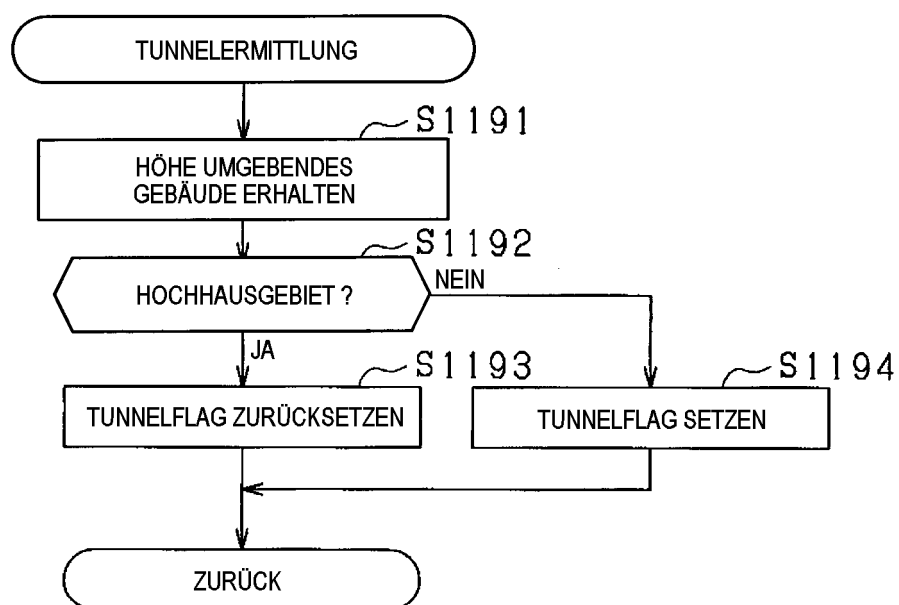 TUNNELERMITTLUNG
S1191
HÖHE UMGEBENDES
GEBÄUDE ERHALTEN
S1192
HOCHHAUSGEBIET ?
NEIN
JA
S1193
S1194
TUNNELFLAG ZURÜCKSETZEN
TUNNELFLAG SETZEN
ZURÜCK